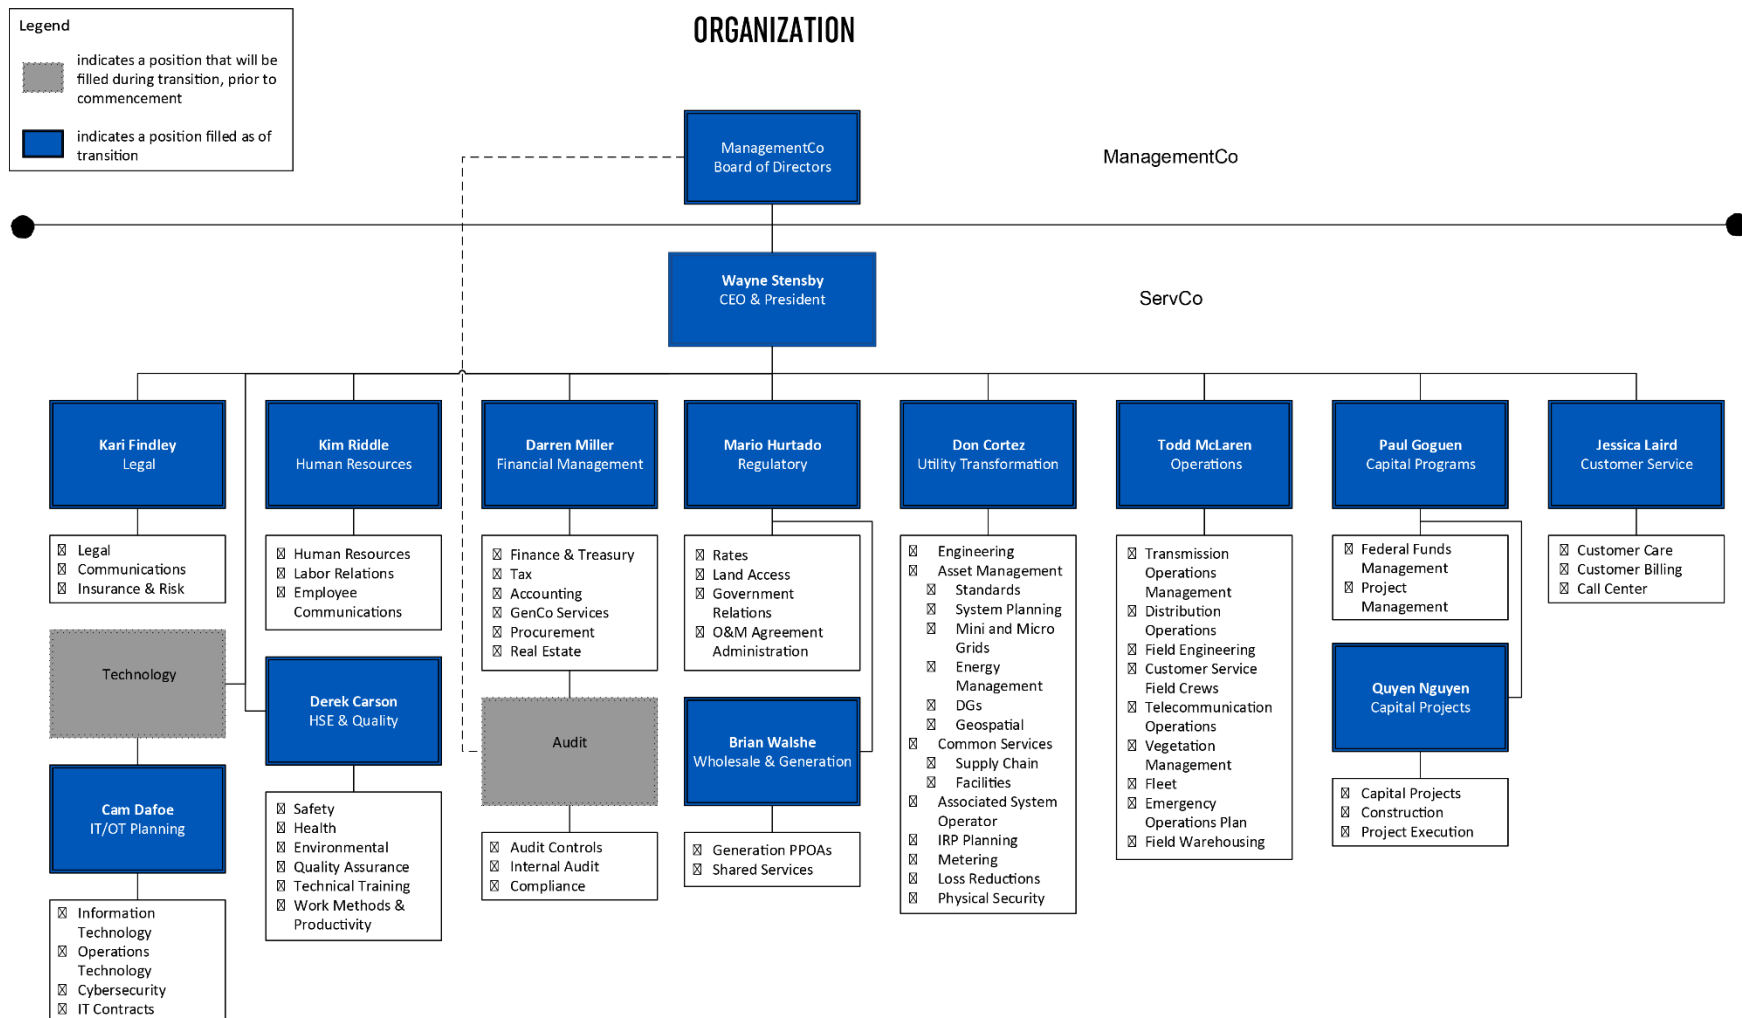 ORGANIZATION
Legend
indicates a position that will be
filled during transition, prior to
commencement
indicates a position filled as of
transition
ManagementCo
Board of Directors
ManagementCo
Wayne Stensby
CEO & President
ServCo
Kari Findley
Legal
Legal
Communications
Insurance & Risk
Technology
Cam Dafoe
IT/OT Planning
Information
Technology
Operations
Technology
Cybersecurity
IT Contracts
Kim Riddle
Human Resources
Human Resources
Labor Relations
Employee
Communications
Derek Carson
HSE & Quality
Safety
Health
Environmental
Quality Assurance
Technical Training
Work Methods &
Productivity
Darren Miller
Financial Management
Finance & Treasury
Tax
Accounting
GenCo Services
Procurement
Real Estate
Audit
Audit Controls
Internal Audit
Compliance
Mario Hurtado
Regulatory
Rates
Land Access
Government
Relations
O&M Agreement
Administration
Brian Walshe
Wholesale & Generation
Generation PPOAs
Shared Services
Don Cortez
Utility Transformation
Engineering
Asset Management
Standards
System Planning
Mini and Micro
Grids
Energy
Management
DGs
Geospatial
Common Services
Supply Chain
Facilities
Associated System
Operator
IRP Planning
Metering
Loss Reductions
Physical Security
Todd McLaren
Operations
Transmission
Operations
Management
Distribution
Operations
Field Engineering
Customer Service
Field Crews
Telecommunication
Operations
Vegetation
Management
Fleet
Emergency
Operations Plan
Field Warehousing
Paul Goguen
Capital Programs
Federal Funds
Management
Project
Management
Quyen Nguyen
Capital Projects
Capital Projects
Construction
Project Execution
Jessica Laird
Customer Service
Customer Care
Customer Billing
Call Center